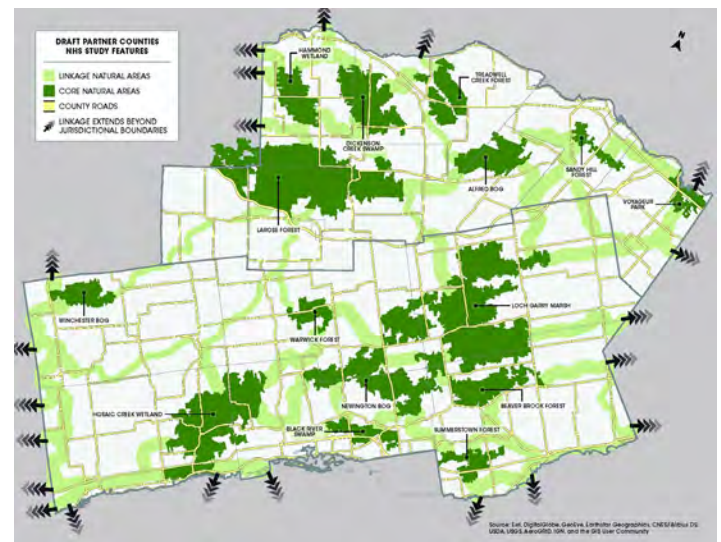 DRAFT PARTNER COUNTIES
NHS STUDY FEATURES
LINKAGE NATURAL AREAS
CORE NATURAL AREAS
COUNTY ROADS
LINKAGE EXTENDS BEYOND
JURISDICTIONAL BOUNDARIES
N
HAMMOND
WETLAND
TREADWELL
CREEK FOREST
DICKINSON
CREEK SWAMP
SANDY HILL
FOREST
ALFRED BOG
VOYAGEUR
PARK
LAROSE FOREST
LOCH GARRY MARSH
WINCHESTER BOG
WARWICK FOREST
HOASIC CREEK WETLAND
NEWINGTON BOG
BEAVER BROOK FOREST
BLACK RIVER
SWAMP
SUMMERSTOWN FOREST
Source: Esri, DigitalGlobe, GeoEye, Earthstar Geographics, CNES/Airbus DS,
USDA, USGS, AeroGRID, IGN, and the GIS User Community